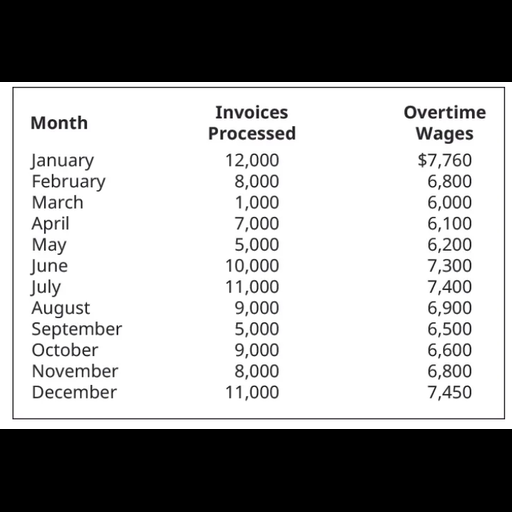 Month Invoices Processed Overtime Wages
January 12,000 $7,760
February 8,000 6,800
March 1,000 6,000
April 7,000 6,100
May 5,000 6,200
June 10,000 7,300
July 11,000 7,400
August 9,000 6,900
September 5,000 6,500
October 9,000 6,600
November 8,000 6,800
December 11,000 7,450